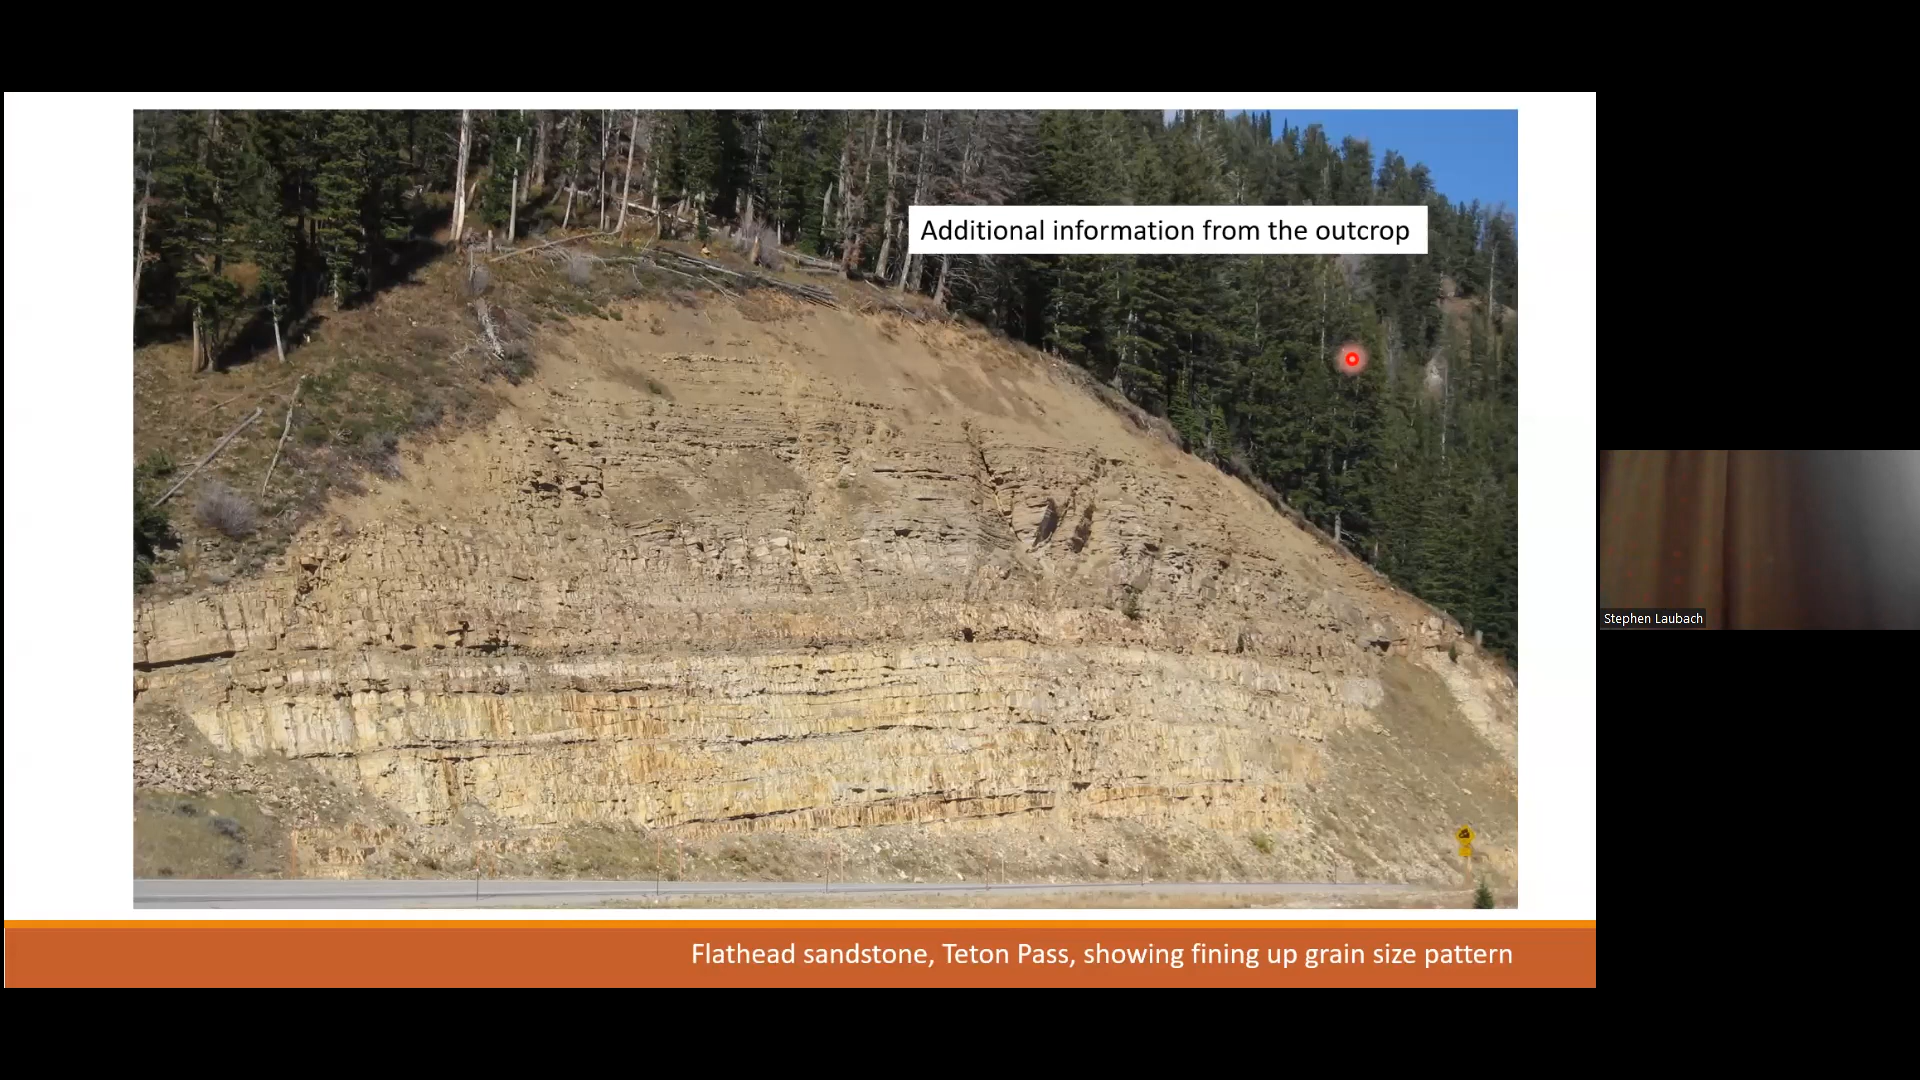 Additional information from the outcrop
Stephen Laubach
Flathead sandstone, Teton Pass, showing fining up grain size pattern